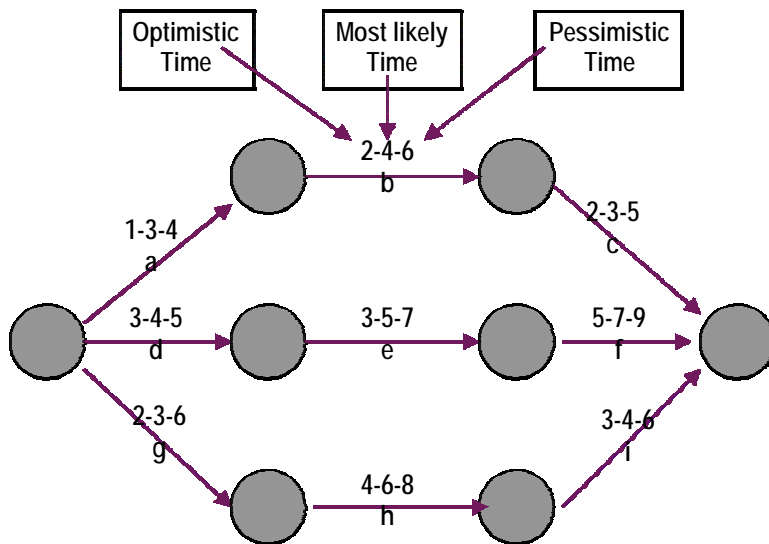 Optimistic
Time
Most likely
Time
Pessimistic
Time
2-4-6
b
1-3-4
a
2-3-5
c
3-4-5
d
3-5-7
e
5-7-9
f
2-3-6
g
4-6-8
h
3-4-6
i